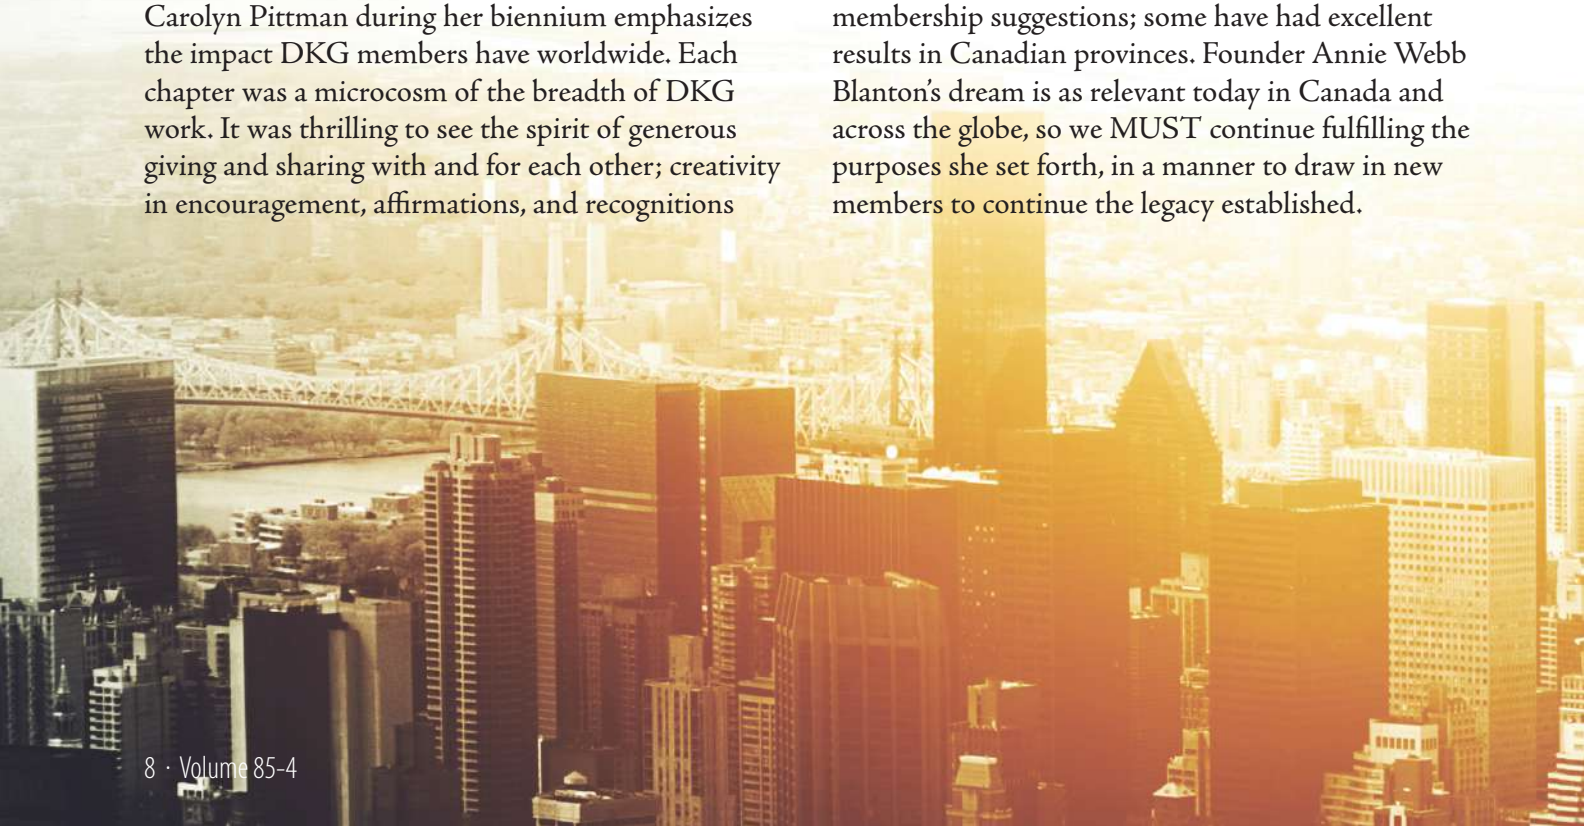 Carolyn Pittman during her biennium emphasizes
the impact DKG members have worldwide. Each
chapter was a microcosm of the breadth of DKG
work. It was thrilling to see the spirit of generous
giving and sharing with and for each other; creativity
in encouragement, affirmations, and recognitions
membership suggestions; some have had excellent
results in Canadian provinces. Founder Annie Webb
Blanton’s dream is as relevant today in Canada and
across the globe, so we MUST continue fulfilling the
purposes she set forth, in a manner to draw in new
members to continue the legacy established.
8 · Volume 85-4